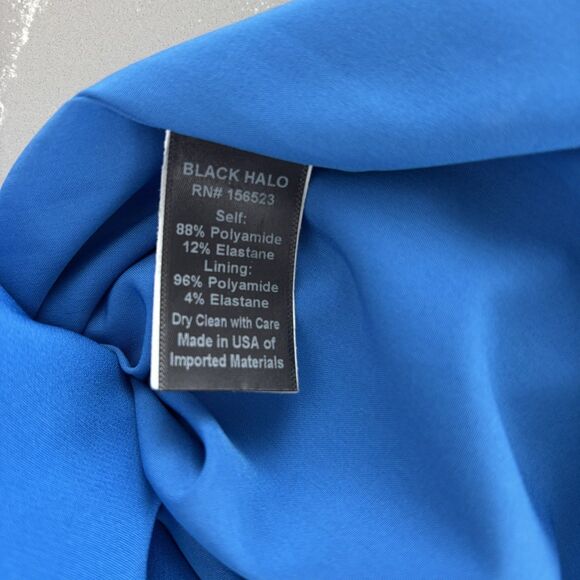 BLACK HALO
RN# 156523
Self:
88% Polyamide
12% Elastane
Lining:
96% Polyamide
4% Elastane
Dry Clean with Care
Made in USA of
Imported Materials